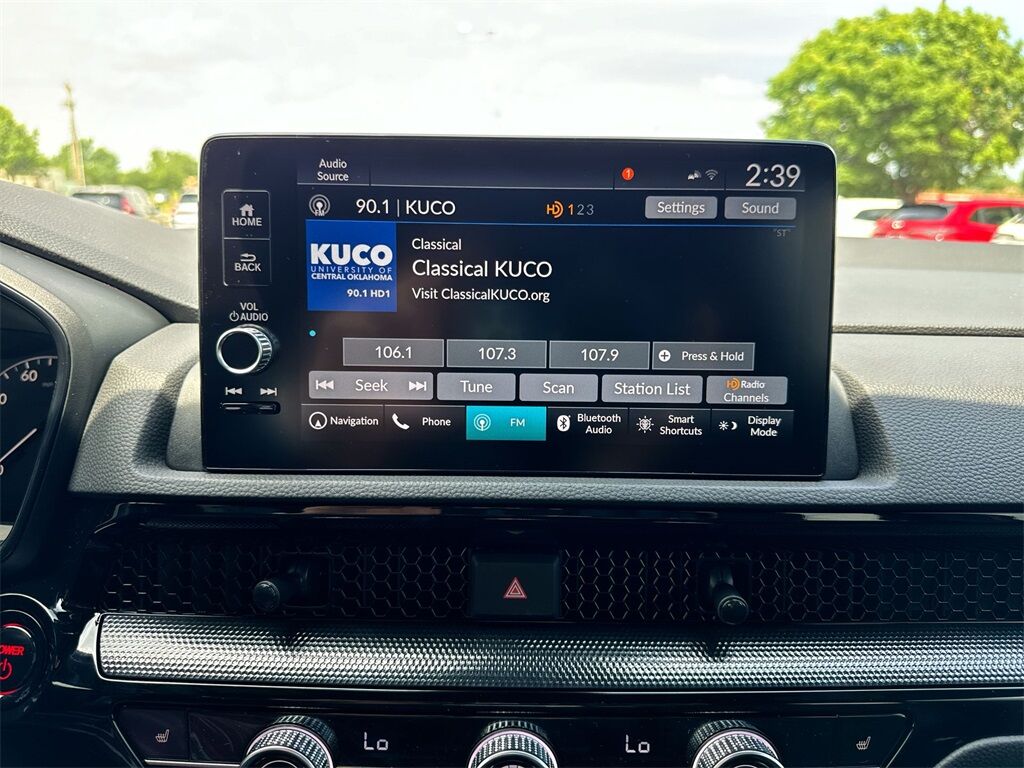 Audio
Source
1
2:39
HOME
FM
90.1 | KUCO
HD 1 2 3
Settings
Sound
"ST"
KUCO
UNIVERSITY OF
CENTRAL OKLAHOMA
90.1 HD1
Classical
Classical KUCO
Visit ClassicalKUCO.org
BACK
VOL
AUDIO
106.1
107.3
107.9
Press & Hold
Seek
Tune
Scan
Station List
HD Radio
Channels
Navigation
Phone
FM
Bluetooth
Audio
Smart
Shortcuts
Display
Mode
60
POWER
Lo
Lo